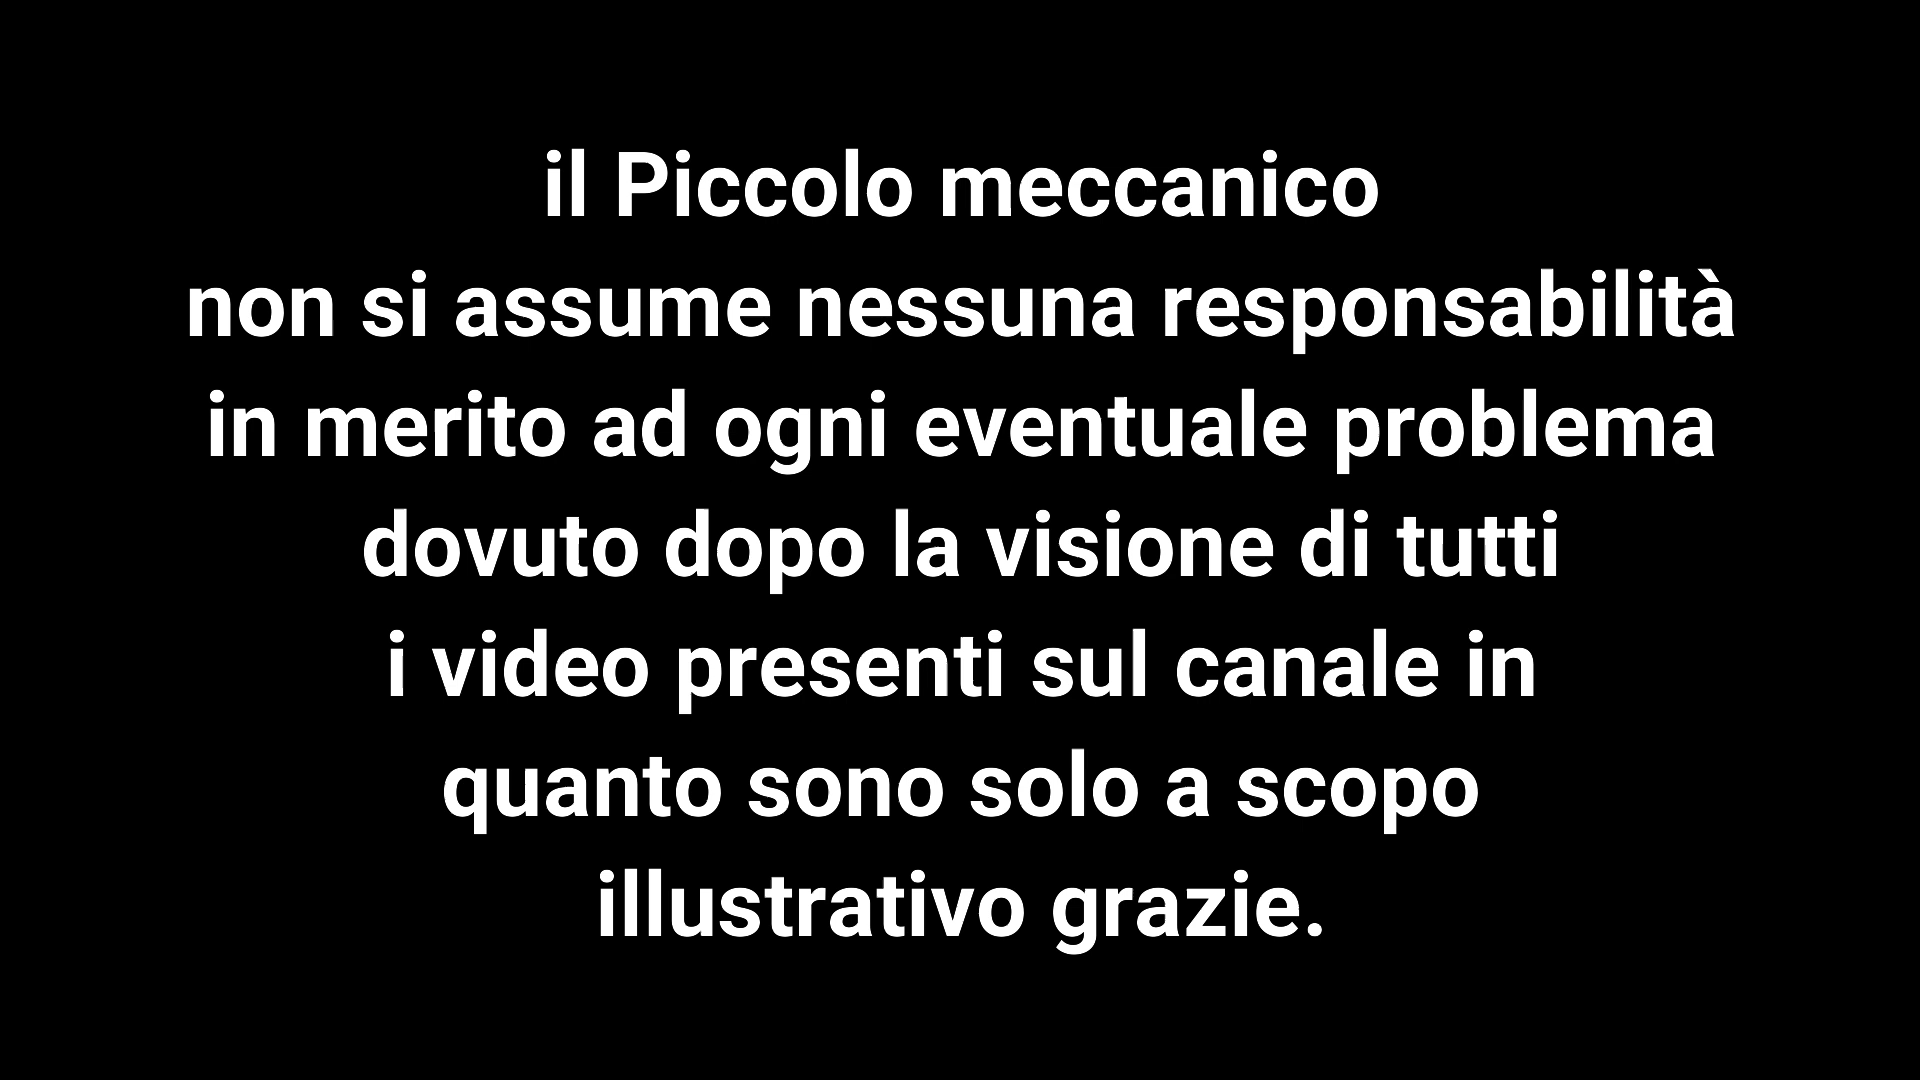 il Piccolo meccanico
non si assume nessuna responsabilità
in merito ad ogni eventuale problema
dovuto dopo la visione di tutti
i video presenti sul canale in
quanto sono solo a scopo
illustrativo grazie.